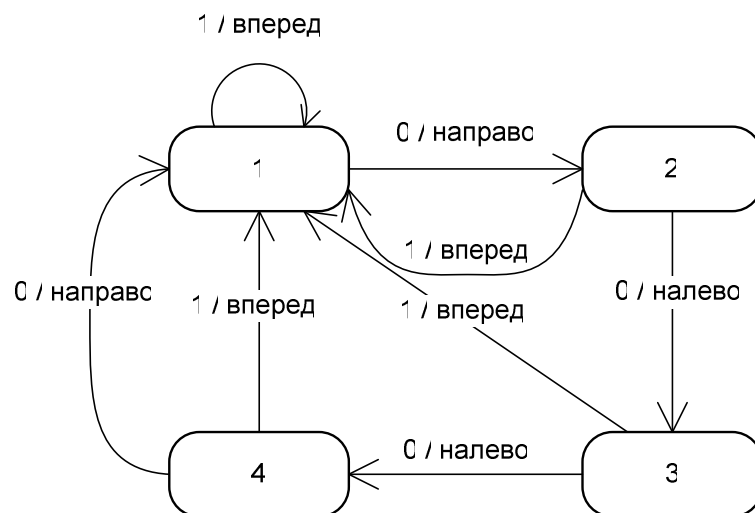 1 / вперед
1
0 / направо
2
1 / вперед
0 / направо
1 / вперед
1 / вперед
0 / налево
4
0 / налево
3